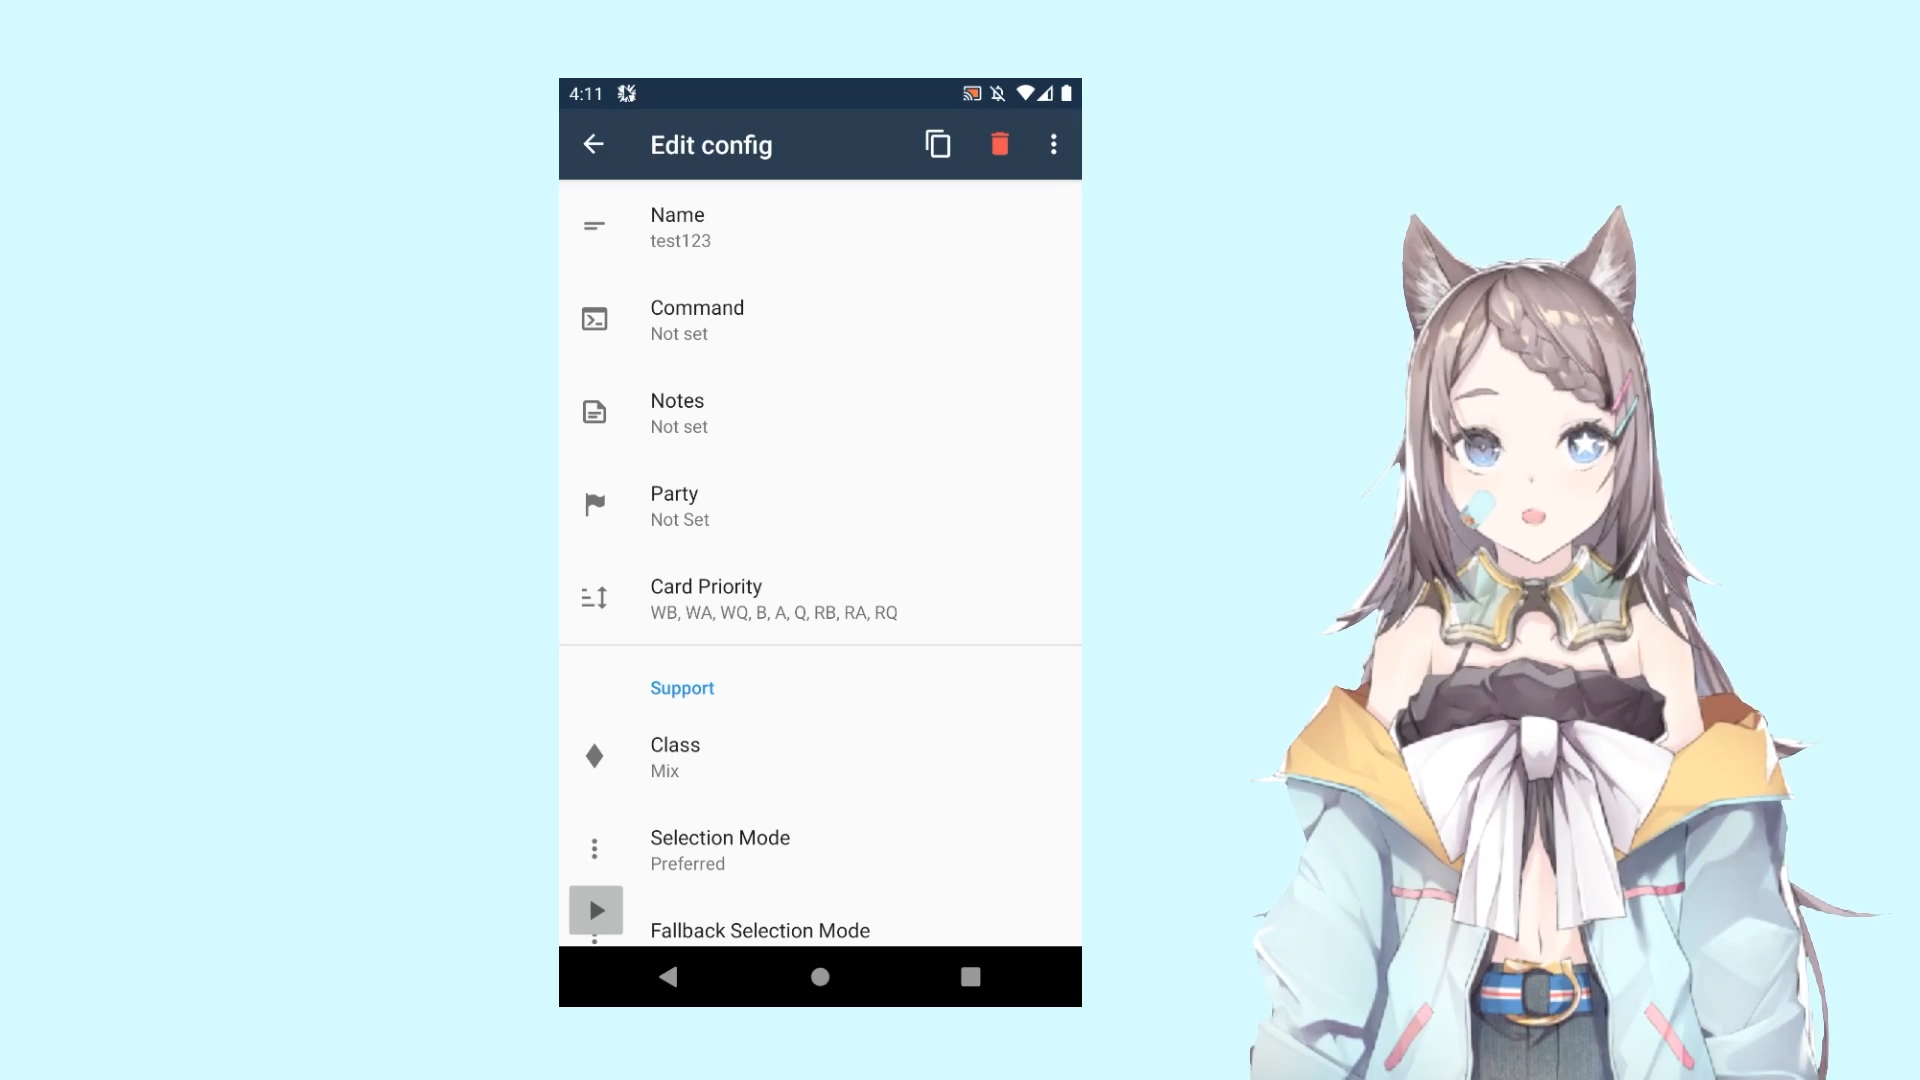 4:11
Edit config
Name
test123
Command
Not set
Notes
Not set
Party
Not Set
Card Priority
WB, WA, WQ, B, A, Q, RB, RA, RQ
Support
Class
Mix
Selection Mode
Preferred
Fallback Selection Mode